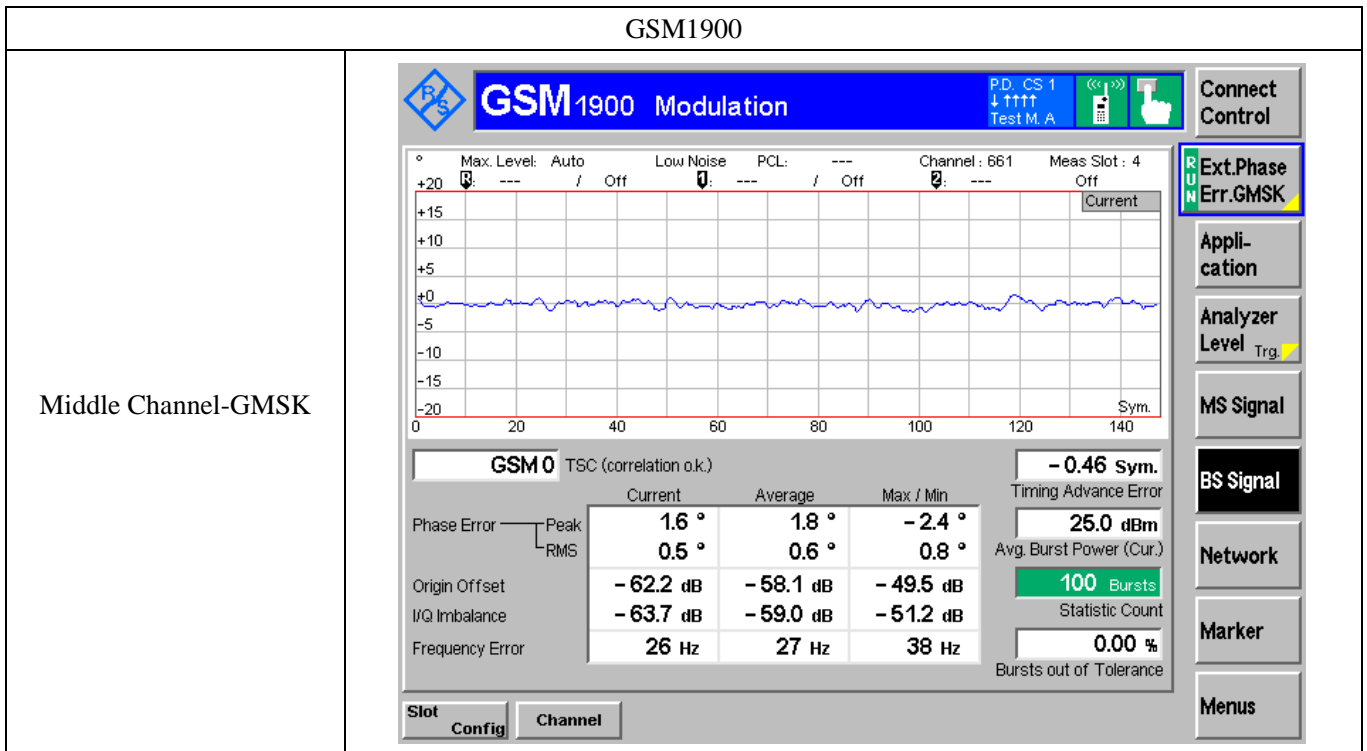 GSM1900
Middle Channel-GMSK
R&S
GSM 1900 Modulation
P.D. CS 1
↓ ↑↑↑↑
Test M. A
Connect
Control
° Max. Level: Auto Low Noise PCL: --- Channel : 661 Meas Slot : 4
R: --- / Off 1: --- / Off 2: --- Off
Current
+20
+15
+10
+5
±0
-5
-10
-15
-20
Sym.
0 20 40 60 80 100 120 140
RUN
Ext.Phase
Err.GMSK
Appli-
cation
Analyzer
Level Trg.
MS Signal
BS Signal
Network
Marker
Menus
GSM 0 TSC (correlation o.k.)
Current Average Max / Min
Phase Error Peak 1.6 ° 1.8 ° - 2.4 °
RMS 0.5 ° 0.6 ° 0.8 °
Origin Offset - 62.2 dB - 58.1 dB - 49.5 dB
I/Q Imbalance - 63.7 dB - 59.0 dB - 51.2 dB
Frequency Error 26 Hz 27 Hz 38 Hz
- 0.46 Sym.
Timing Advance Error
25.0 dBm
Avg. Burst Power (Cur.)
100 Bursts
Statistic Count
0.00 %
Bursts out of Tolerance
Slot
Config
Channel